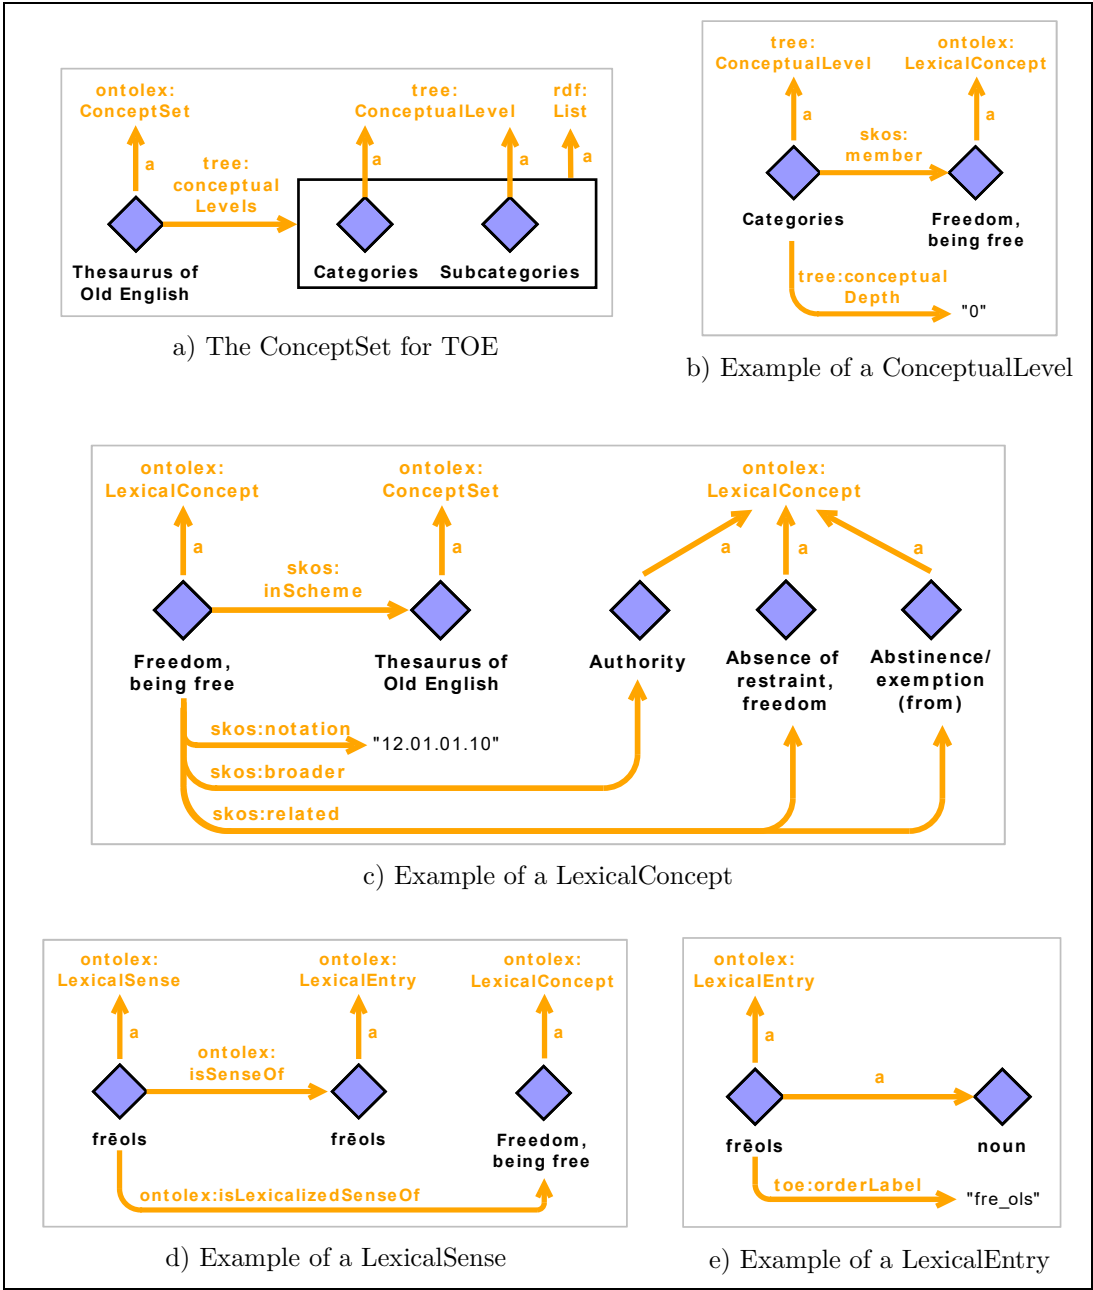 ontolex:
ConceptSet
tree:
ConceptualLevel
rdf:
List
a
a
a
a
tree:
conceptual
Levels
Thesaurus of
Old English
Categories
Subcategories
a) The ConceptSet for TOE
tree:
ConceptualLevel
ontolex:
LexicalConcept
a
a
skos:
member
Categories
Freedom,
being free
tree:conceptual
Depth
"0"
b) Example of a ConceptualLevel
ontolex:
LexicalConcept
ontolex:
ConceptSet
ontolex:
LexicalConcept
a
a
a
a
a
skos:
inScheme
Freedom,
being free
Thesaurus of
Old English
Authority
Absence of
restraint,
freedom
Abstinence/
exemption
(from)
skos:notation
"12.01.01.10"
skos:broader
skos:related
c) Example of a LexicalConcept
ontolex:
LexicalSense
ontolex:
LexicalEntry
ontolex:
LexicalConcept
a
a
a
ontolex:
isSenseOf
frēols
frēols
Freedom,
being free
ontolex:isLexicalizedSenseOf
d) Example of a LexicalSense
ontolex:
LexicalEntry
a
a
frēols
noun
toe:orderLabel
"fre_ols"
e) Example of a LexicalEntry